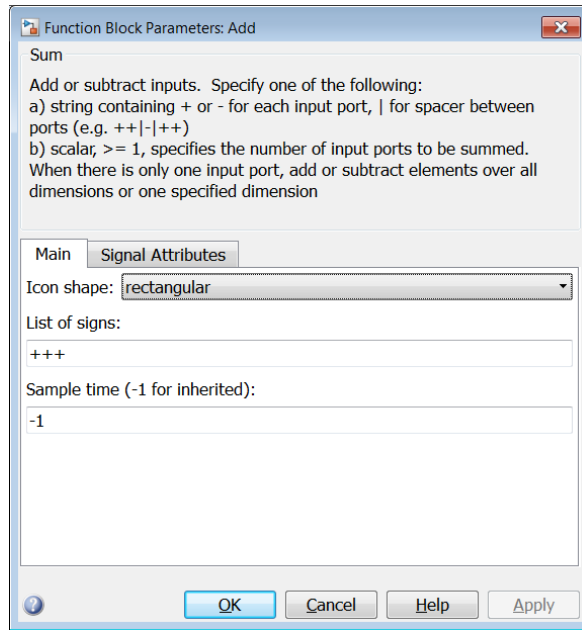 Function Block Parameters: Add
Sum
Add or subtract inputs.  Specify one of the following:
a) string containing + or - for each input port, | for spacer between
ports (e.g. ++|-|++)
b) scalar, >= 1, specifies the number of input ports to be summed.
When there is only one input port, add or subtract elements over all
dimensions or one specified dimension
Main
Signal Attributes
Icon shape: rectangular
List of signs:
+++
Sample time (-1 for inherited):
-1
OK
Cancel
Help
Apply